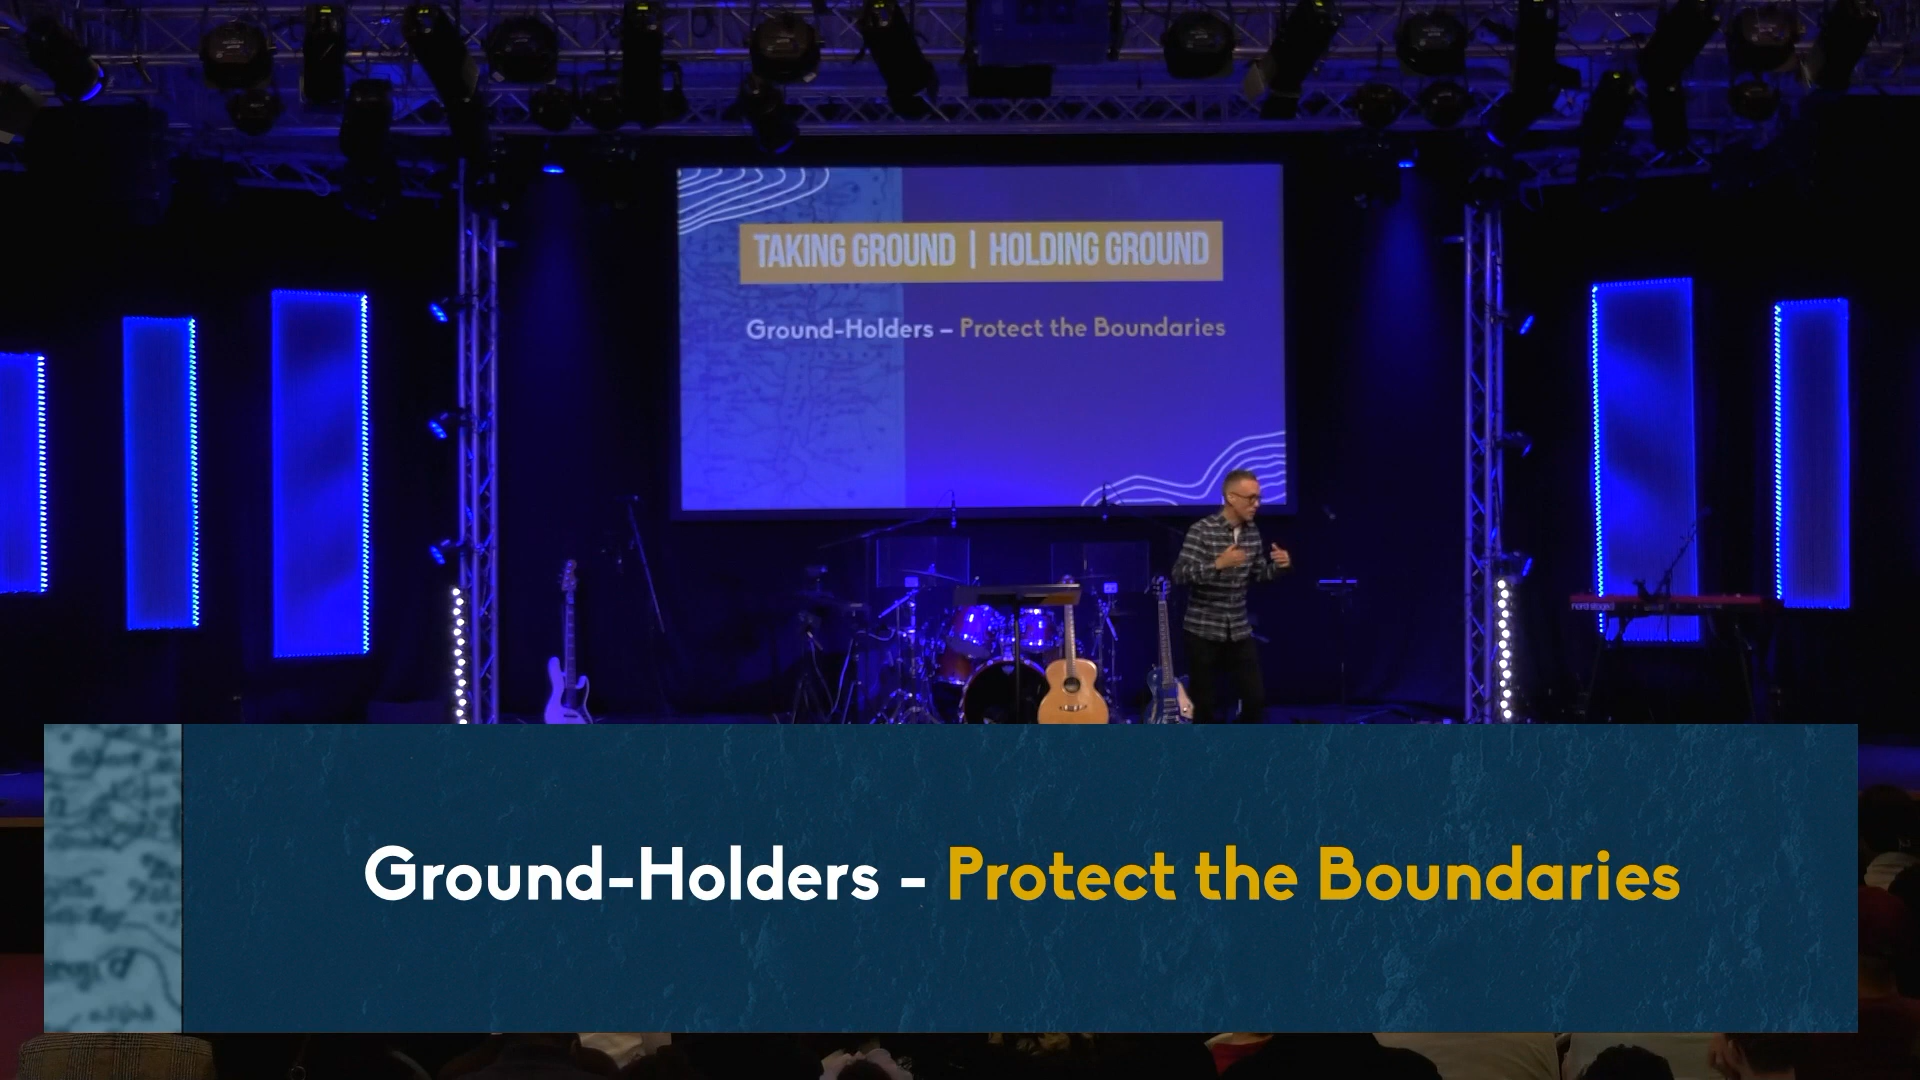 TAKING GROUND | HOLDING GROUND
Ground-Holders – Protect the Boundaries
Ground-Holders - Protect the Boundaries